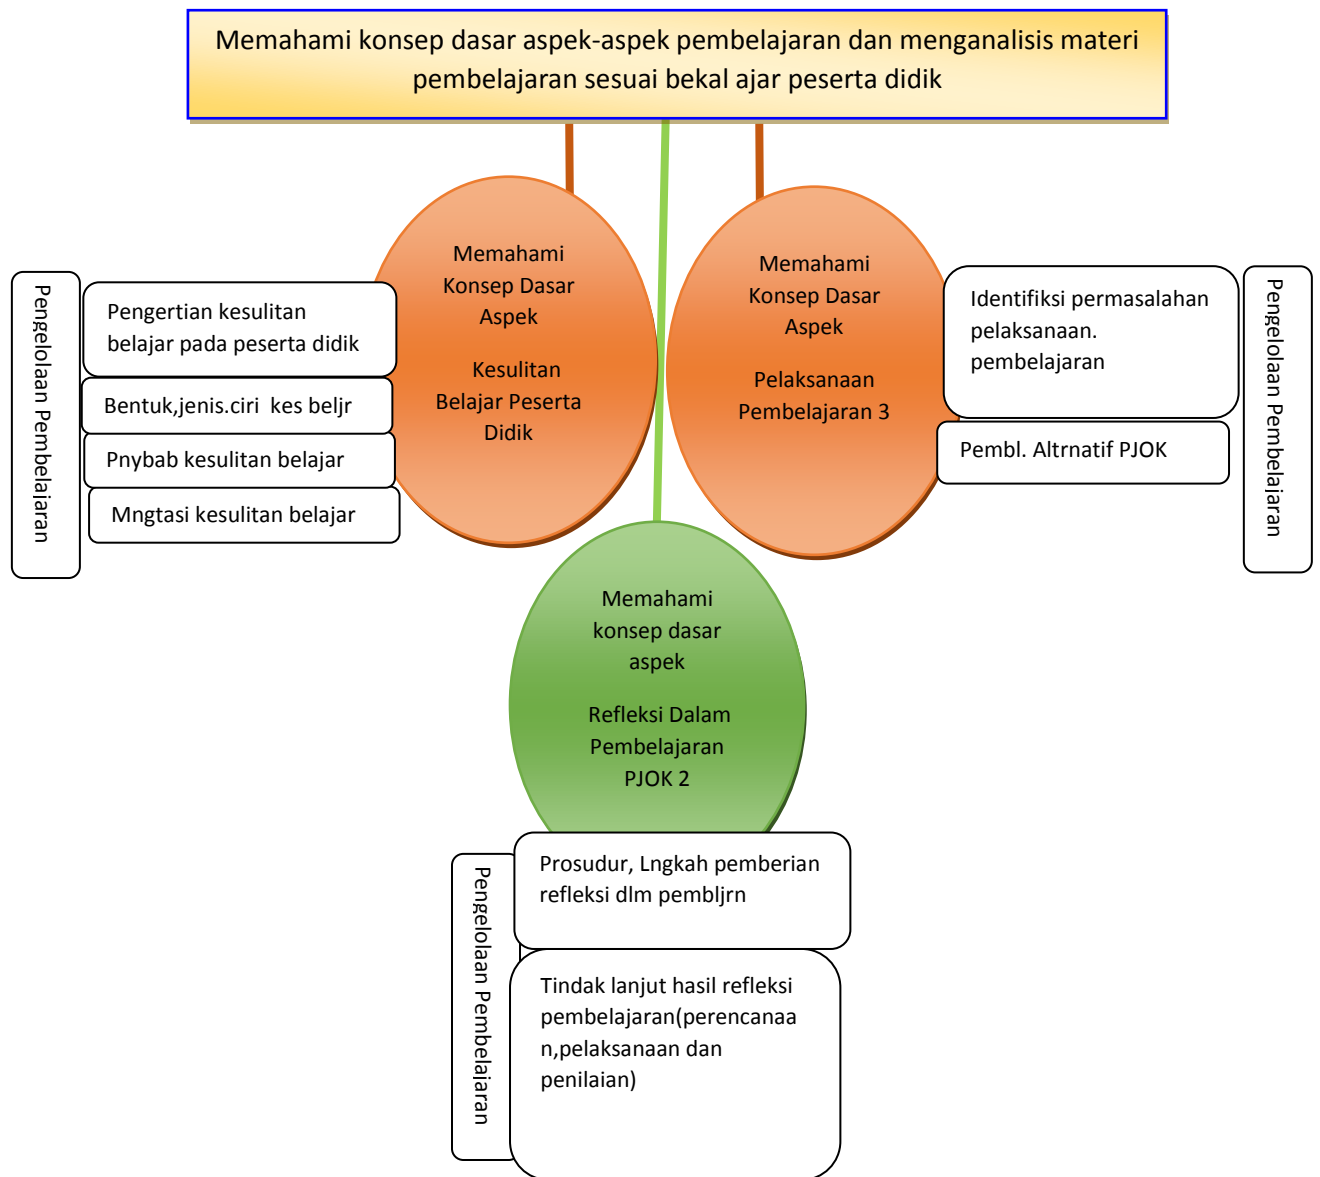 Memahami konsep dasar aspek-aspek pembelajaran dan menganalisis materi
pembelajaran sesuai bekal ajar peserta didik
Memahami
Konsep Dasar
Aspek
Kesulitan
Belajar Peserta
Didik
Memahami
Konsep Dasar
Aspek
Pelaksanaan
Pembelajaran 3
Pengelolaan Pembelajaran
Pengertian kesulitan
belajar pada peserta didik
Bentuk,jenis.ciri kes beljr
Pnybab kesulitan belajar
Mngtasi kesulitan belajar
Identifiksi permasalahan
pelaksanaan.
pembelajaran
Pembl. Altrnatif PJOK
Pengelolaan Pembelajaran
Memahami
konsep dasar
aspek
Refleksi Dalam
Pembelajaran
PJOK 2
Pengelolaan Pembelajaran
Prosudur, Lngkah pemberian
refleksi dlm pembljrn
Tindak lanjut hasil refleksi
pembelajaran(perencanaa
n,pelaksanaan dan
penilaian)